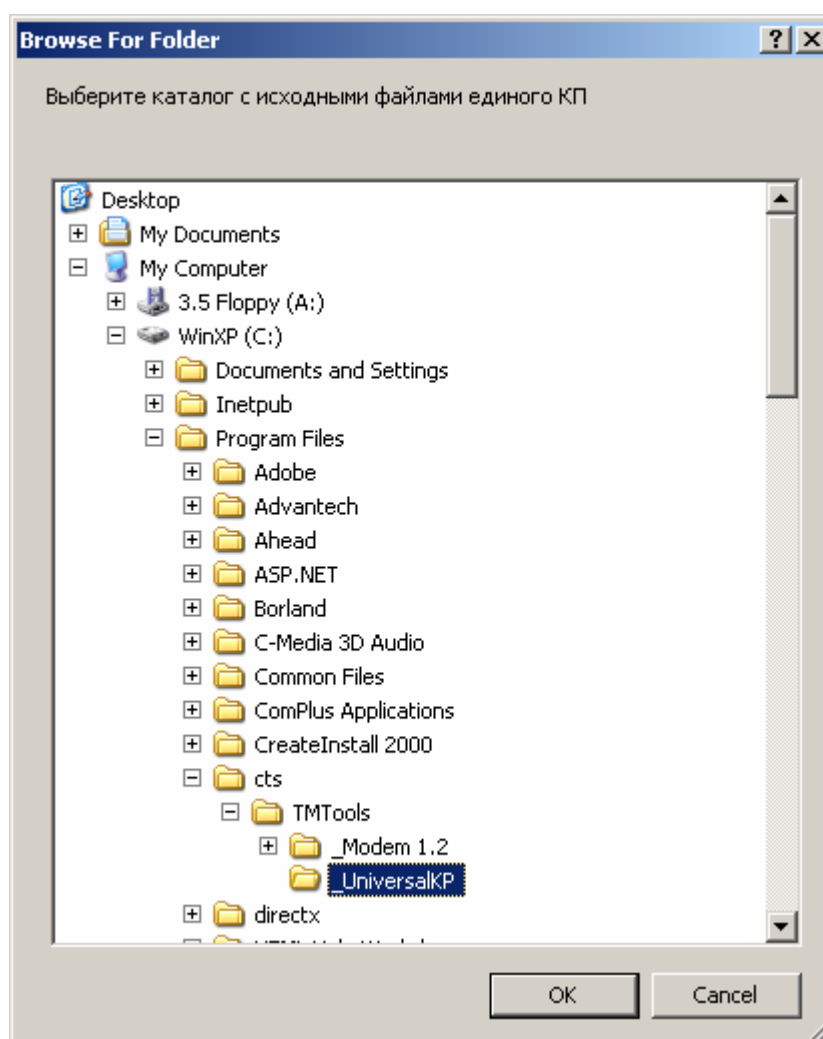 Browse For Folder
Выберите каталог с исходными файлами единого КП
Desktop
My Documents
My Computer
3.5 Floppy (A:)
WinXP (C:)
Documents and Settings
Inetpub
Program Files
Adobe
Advantech
Ahead
ASP.NET
Borland
C-Media 3D Audio
Common Files
ComPlus Applications
CreateInstall 2000
cts
TMTools
_Modem 1.2
_UniversalKP
directx
OK Cancel